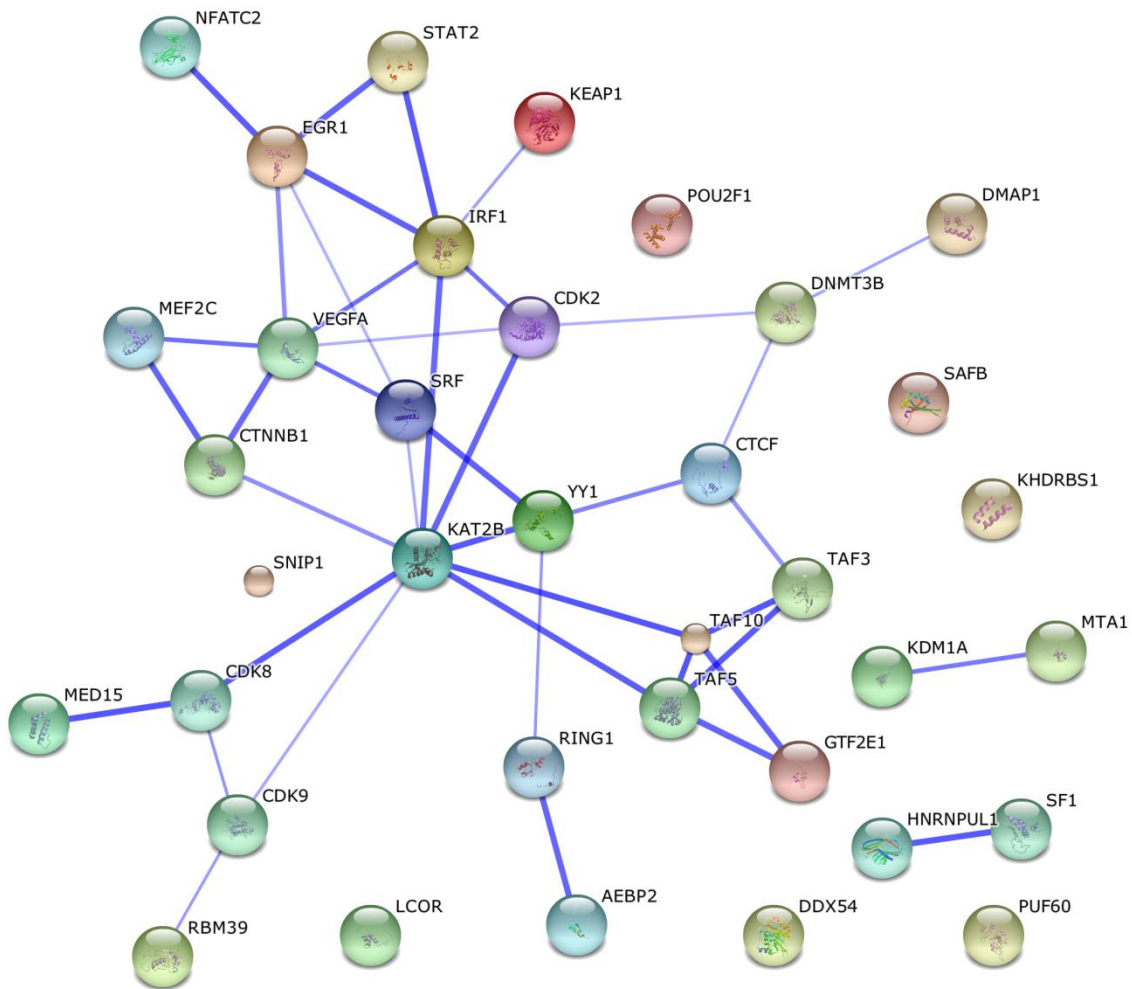 NFATC2
STAT2
KEAP1
EGR1
POU2F1
DMAP1
IRF1
DNMT3B
CDK2
MEF2C
VEGFA
SRF
SAFB
CTNNB1
CTCF
YY1
KHDRBS1
KAT2B
SNIP1
TAF3
TAF10
MTA1
KDM1A
CDK8
TAF5
MED15
RING1
GTF2E1
CDK9
SF1
HNRNPUL1
AEBP2
LCOR
DDX54
PUF60
RBM39